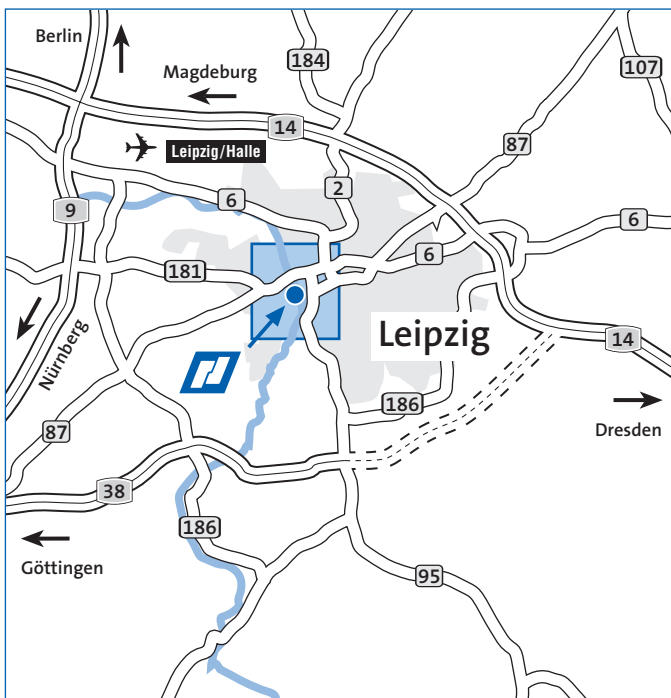 Berlin
184
107
Magdeburg
14
87
Leipzig/Halle
2
9
6
6
6
181
Leipzig
Nürnberg
14
186
87
Dresden
38
186
Göttingen
95